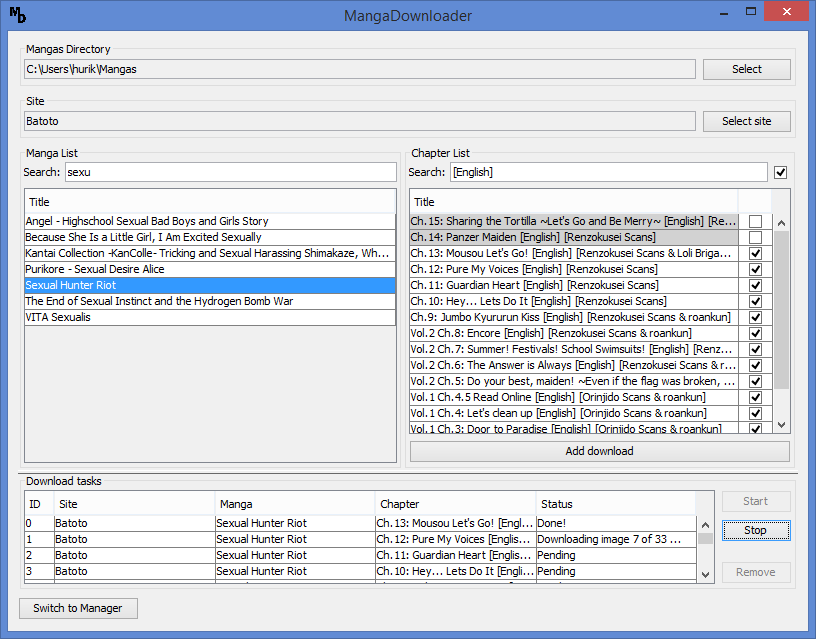 MD
MangaDownloader
Mangas Directory
C:\Users\hurik\Mangas
Select
Site
Batoto
Select site
Manga List
Search: sexu
Title
Angel - Highschool Sexual Bad Boys and Girls Story
Because She Is a Little Girl, I Am Excited Sexually
Kantai Collection -KanColle- Tricking and Sexual Harassing Shimakaze, Wh...
Purikore - Sexual Desire Alice
Sexual Hunter Riot
The End of Sexual Instinct and the Hydrogen Bomb War
VITA Sexualis
Chapter List
Search: [English]
Title
Ch.15: Sharing the Tortilla ~Let's Go and Be Merry~ [English] [Re...
Ch.14: Panzer Maiden [English] [Renzokusei Scans]
Ch.13: Mousou Let's Go! [English] [Renzokusei Scans & Loli Briga...
Ch.12: Pure My Voices [English] [Renzokusei Scans]
Ch.11: Guardian Heart [English] [Renzokusei Scans]
Ch.10: Hey... Lets Do It [English] [Renzokusei Scans]
Ch.9: Jumbo Kyururun Kiss [English] [Renzokusei Scans & roankun]
Vol.2 Ch.8: Encore [English] [Renzokusei Scans & roankun]
Vol.2 Ch.7: Summer! Festivals! School Swimsuits! [English] [Renz...
Vol.2 Ch.6: The Answer is Always [English] [Renzokusei Scans & r...
Vol.2 Ch.5: Do your best, maiden! ~Even if the flag was broken, ...
Vol.1 Ch.4.5 Read Online [English] [Orinjido Scans & roankun]
Vol.1 Ch.4: Let's clean up [English] [Orinjido Scans & roankun]
Vol.1 Ch.3: Door to Paradise [English] [Orinjido Scans & roankun]
Add download
Download tasks
ID Site Manga Chapter Status
0 Batoto Sexual Hunter Riot Ch.13: Mousou Let's Go! [Engl... Done!
1 Batoto Sexual Hunter Riot Ch.12: Pure My Voices [Englis... Downloading image 7 of 33 ...
2 Batoto Sexual Hunter Riot Ch.11: Guardian Heart [Englis... Pending
3 Batoto Sexual Hunter Riot Ch.10: Hey... Lets Do It [Engli... Pending
Start
Stop
Remove
Switch to Manager